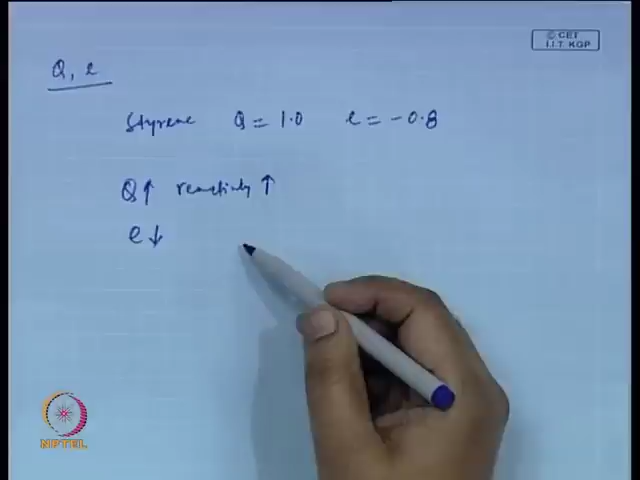 Q, e
© CET
I.I.T. KGP
Styrene Q = 1.0 e = -0.8
Q↑ reactivity ↑
e↓
NPTEL